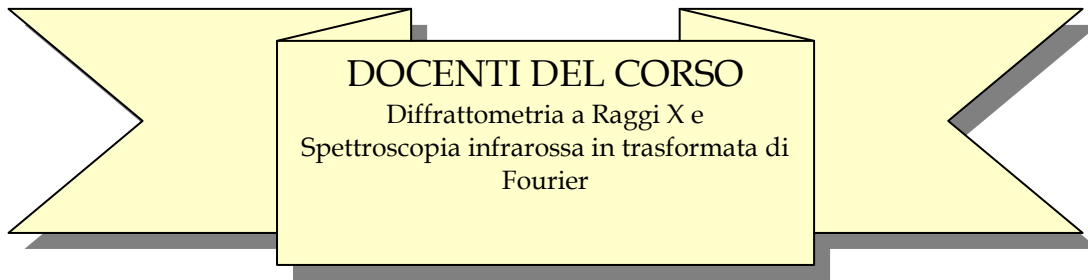 DOCENTI DEL CORSO
Diffrattometria a Raggi X e
Spettroscopia infrarossa in trasformata di
Fourier